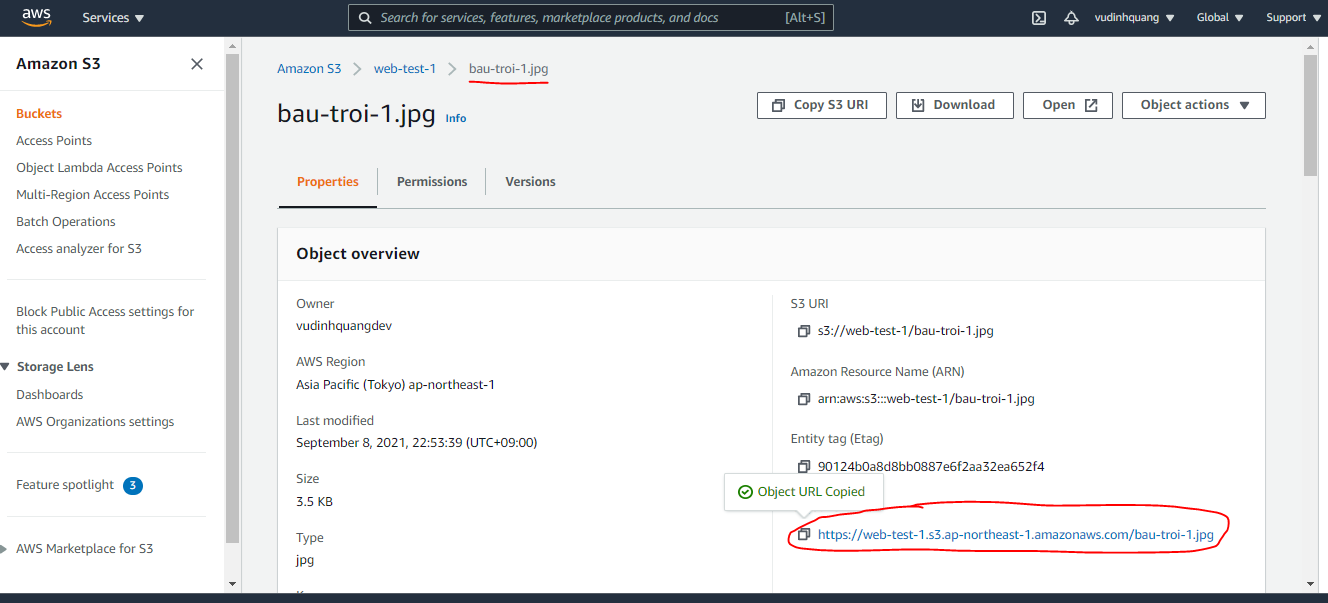 aws
Services
Search for services, features, marketplace products, and docs
[Alt+S]
vudinhquang
Global
Support
Amazon S3
Buckets
Access Points
Object Lambda Access Points
Multi-Region Access Points
Batch Operations
Access analyzer for S3
Block Public Access settings for
this account
Storage Lens
Dashboards
AWS Organizations settings
Feature spotlight 3
AWS Marketplace for S3
Amazon S3 > web-test-1 > bau-troi-1.jpg
bau-troi-1.jpg Info
Copy S3 URI
Download
Open
Object actions
Properties
Permissions
Versions
Object overview
Owner
vudinhquangdev
AWS Region
Asia Pacific (Tokyo) ap-northeast-1
Last modified
September 8, 2021, 22:53:39 (UTC+09:00)
Size
3.5 KB
Type
jpg
S3 URI
s3://web-test-1/bau-troi-1.jpg
Amazon Resource Name (ARN)
arn:aws:s3:::web-test-1/bau-troi-1.jpg
Entity tag (Etag)
90124b0a8d8bb0887e6f2aa32ea652f4
Object URL Copied
https://web-test-1.s3.ap-northeast-1.amazonaws.com/bau-troi-1.jpg